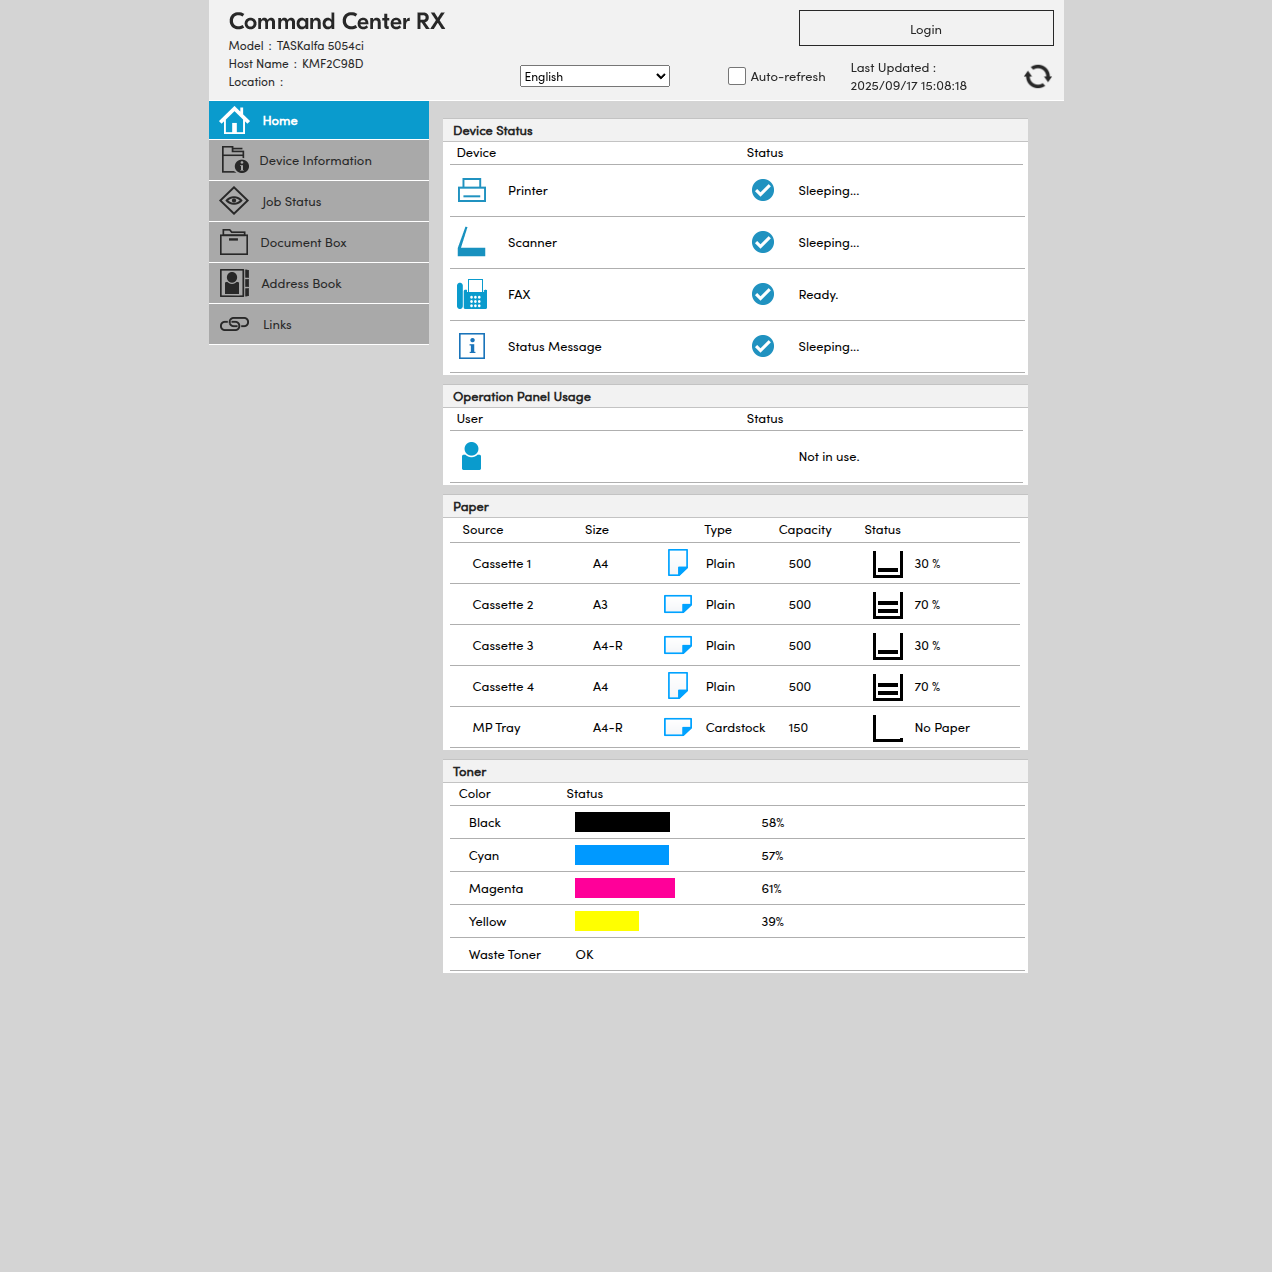 Command Center RX
Model : TASKalfa 5054ci
Host Name : KMF2C98D
Location :
English
Auto-refresh
Login
Last Updated :
2025/09/17 15:08:18
Home
Device Information
Job Status
Document Box
Address Book
Links
Device Status
Device Status
Printer Sleeping...
Scanner Sleeping...
FAX Ready.
Status Message Sleeping...
Operation Panel Usage
User Status
Not in use.
Paper
Source Size Type Capacity Status
Cassette 1 A4 Plain 500 30 %
Cassette 2 A3 Plain 500 70 %
Cassette 3 A4-R Plain 500 30 %
Cassette 4 A4 Plain 500 70 %
MP Tray A4-R Cardstock 150 No Paper
Toner
Color Status
Black 58%
Cyan 57%
Magenta 61%
Yellow 39%
Waste Toner OK